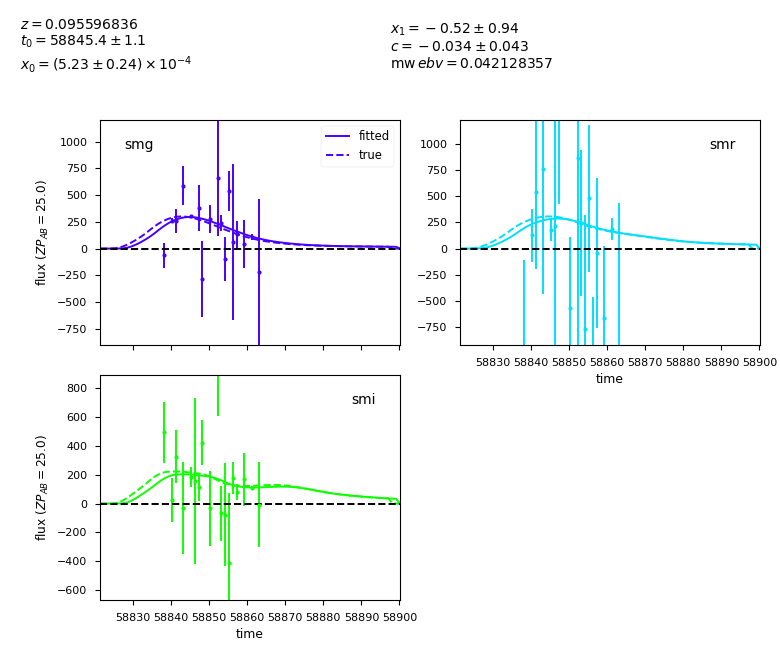 z = 0.095596836
t₀ = 58845.4 ± 1.1
x₀ = (5.23 ± 0.24) × 10⁻⁴
x₁ = −0.52 ± 0.94
c = −0.034 ± 0.043
mw ebv = 0.042128357
smg
fitted
true
1000
750
500
250
0
−250
−500
−750
flux (ZP_AB = 25.0)
smr
1000
750
500
250
0
−250
−500
−750
58830 58840 58850 58860 58870 58880 58890 58900
time
smi
800
600
400
200
0
−200
−400
−600
flux (ZP_AB = 25.0)
58830 58840 58850 58860 58870 58880 58890 58900
time